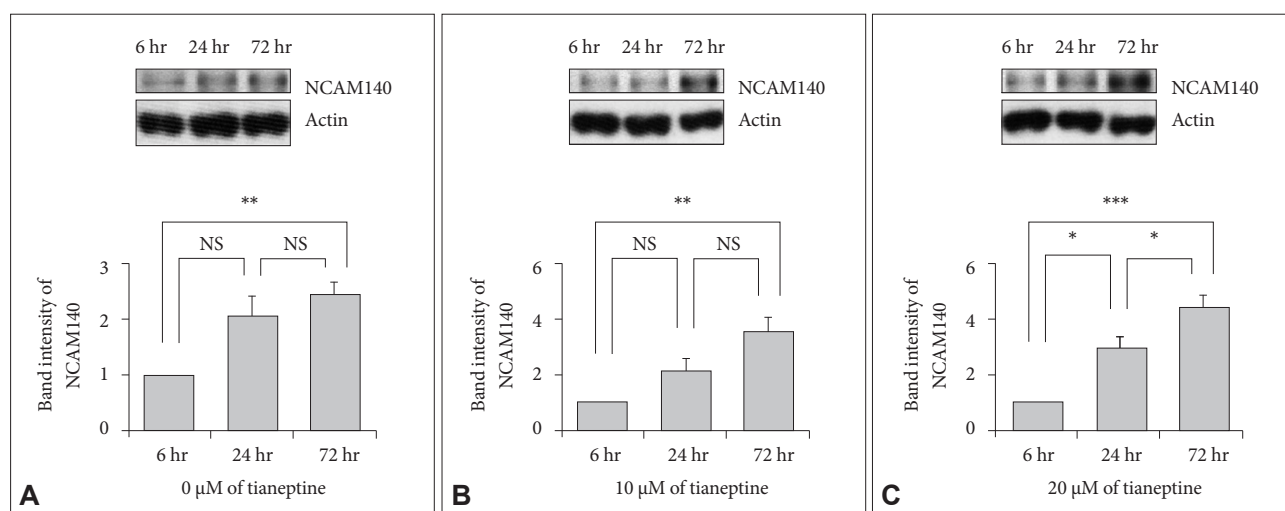 6 hr 24 hr 72 hr
NCAM140
Actin
**
NS NS
Band intensity of
NCAM140
3
2
1
0
6 hr 24 hr 72 hr
A
0 μM of tianeptine
6 hr 24 hr 72 hr
NCAM140
Actin
**
NS NS
Band intensity of
NCAM140
6
4
2
0
6 hr 24 hr 72 hr
B
10 μM of tianeptine
6 hr 24 hr 72 hr
NCAM140
Actin
***
* *
Band intensity of
NCAM140
6
4
2
0
6 hr 24 hr 72 hr
C
20 μM of tianeptine